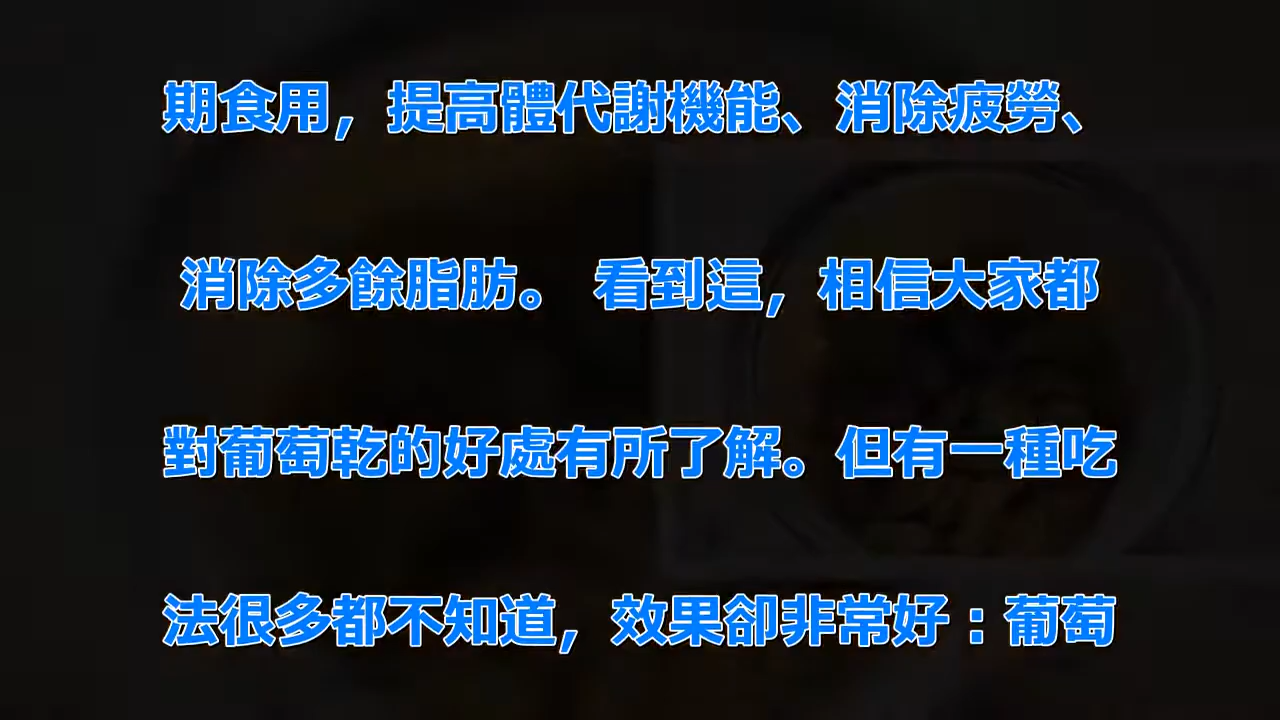 期食用，提高體代謝機能、消除疲勞、
消除多餘脂肪。 看到這，相信大家都
對葡萄乾的好處有所了解。但有一種吃
法很多都不知道，效果卻非常好：葡萄